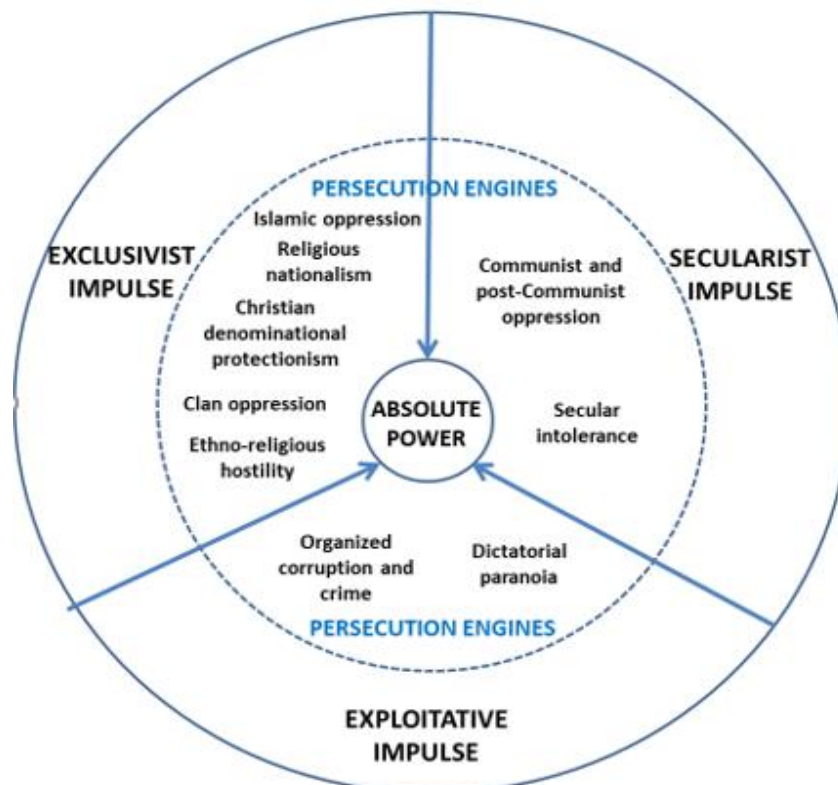 PERSECUTION ENGINES
Islamic oppression
Religious
nationalism
Christian
denominational
protectionism
Clan oppression
Ethno-religious
hostility
EXCLUSIVIST
IMPULSE
Communist and
post-Communist
oppression
Secular
intolerance
SECULARIST
IMPULSE
ABSOLUTE
POWER
Organized
corruption and
crime
Dictatorial
paranoia
PERSECUTION ENGINES
EXPLOITATIVE
IMPULSE